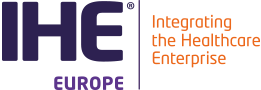 IHE®
EUROPE
Integrating
the Healthcare
Enterprise